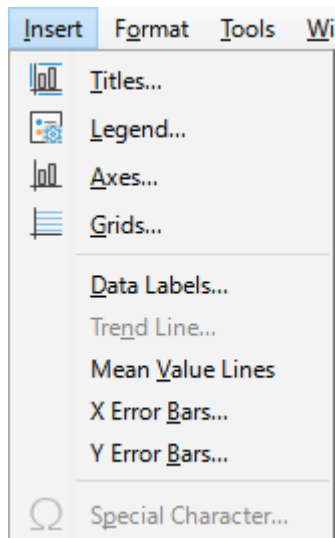 Insert Format Tools Wi
Titles...
Legend...
Axes...
Grids...
Data Labels...
Trend Line...
Mean Value Lines
X Error Bars...
Y Error Bars...
Special Character...